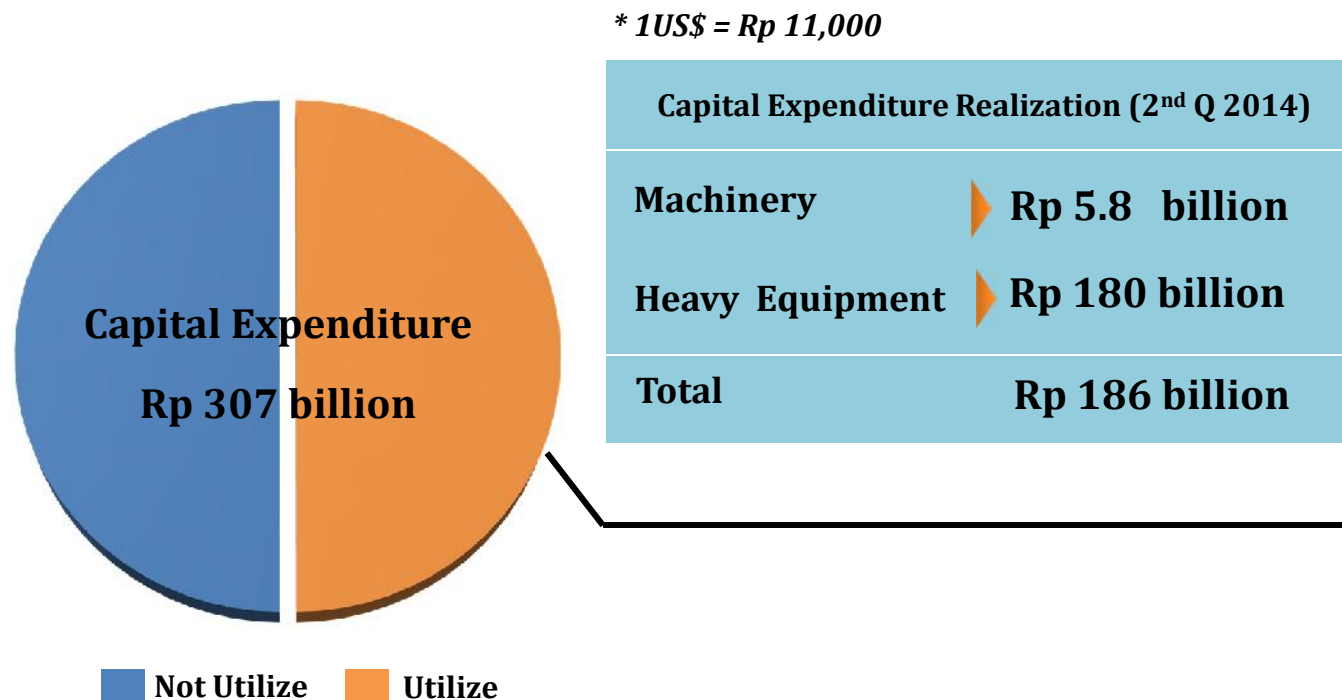 * 1US$ = Rp 11,000
Capital Expenditure Realization (2nd Q 2014)
Machinery Rp 5.8 billion
Heavy Equipment Rp 180 billion
Total Rp 186 billion
Capital Expenditure
Rp 307 billion
Not Utilize Utilize